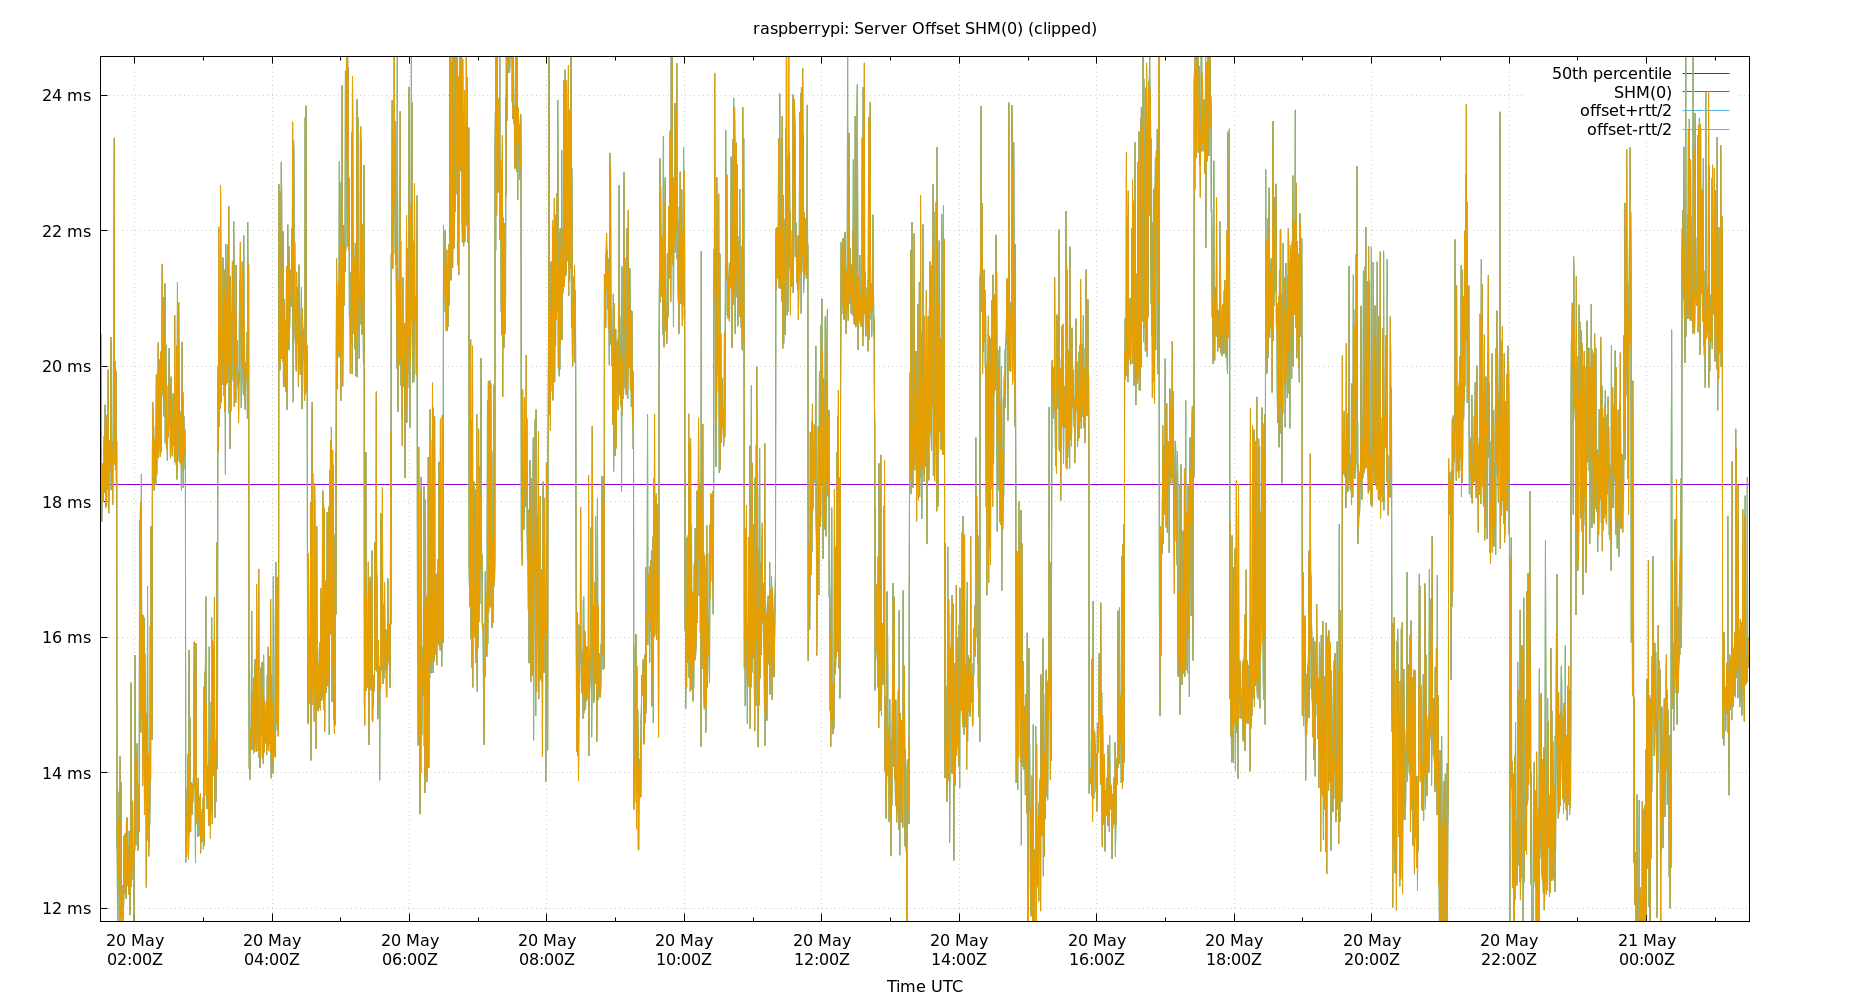 raspberrypi: Server Offset SHM(0) (clipped)
50th percentile
SHM(0)
offset+rtt/2
offset-rtt/2
24 ms
22 ms
20 ms
18 ms
16 ms
14 ms
12 ms
20 May 20 May 20 May 20 May 20 May 20 May 20 May 20 May 20 May 20 May 20 May 21 May
02:00Z 04:00Z 06:00Z 08:00Z 10:00Z 12:00Z 14:00Z 16:00Z 18:00Z 20:00Z 22:00Z 00:00Z
Time UTC